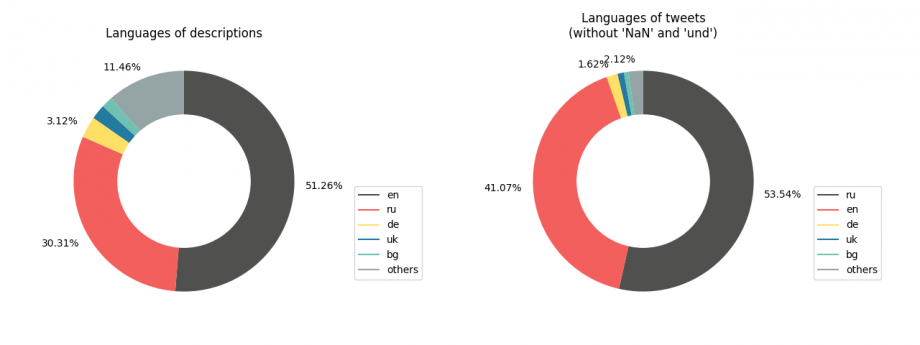 Languages of descriptions
11.46%
3.12%
30.31%
51.26%
en
ru
de
uk
bg
others
Languages of tweets
(without 'NaN' and 'und')
1.62%
2.12%
41.07%
53.54%
ru
en
de
uk
bg
others